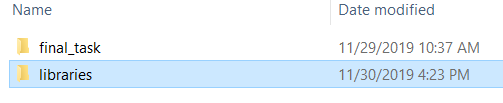 Name Date modified
final_task 11/29/2019 10:37 AM
libraries 11/30/2019 4:23 PM